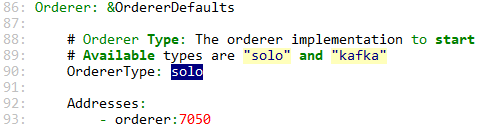 86: Orderer: &OrdererDefaults
87:
88:     # Orderer Type: The orderer implementation to start
89:     # Available types are "solo" and "kafka"
90:     OrdererType: solo
91:
92:     Addresses:
93:         - orderer:7050